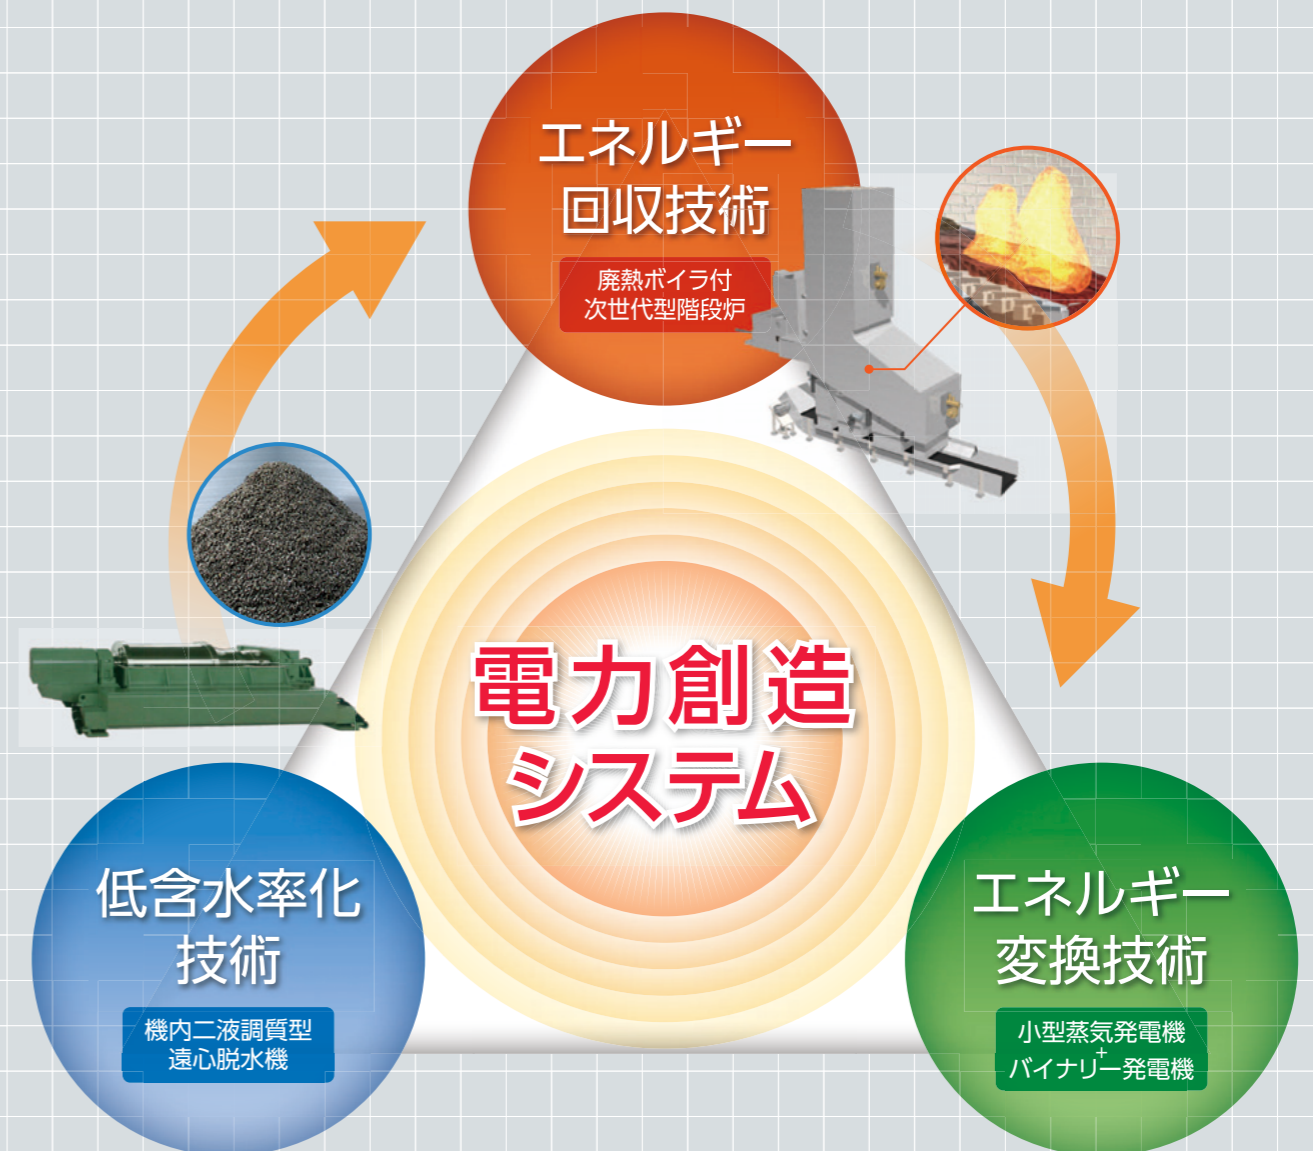 エネルギー
回収技術
廃熱ボイラ付
次世代型階段炉
電力創造
システム
低含水率化
技術
機内二液調質型
遠心脱水機
エネルギー
変換技術
小型蒸気発電機
+
バイナリー発電機